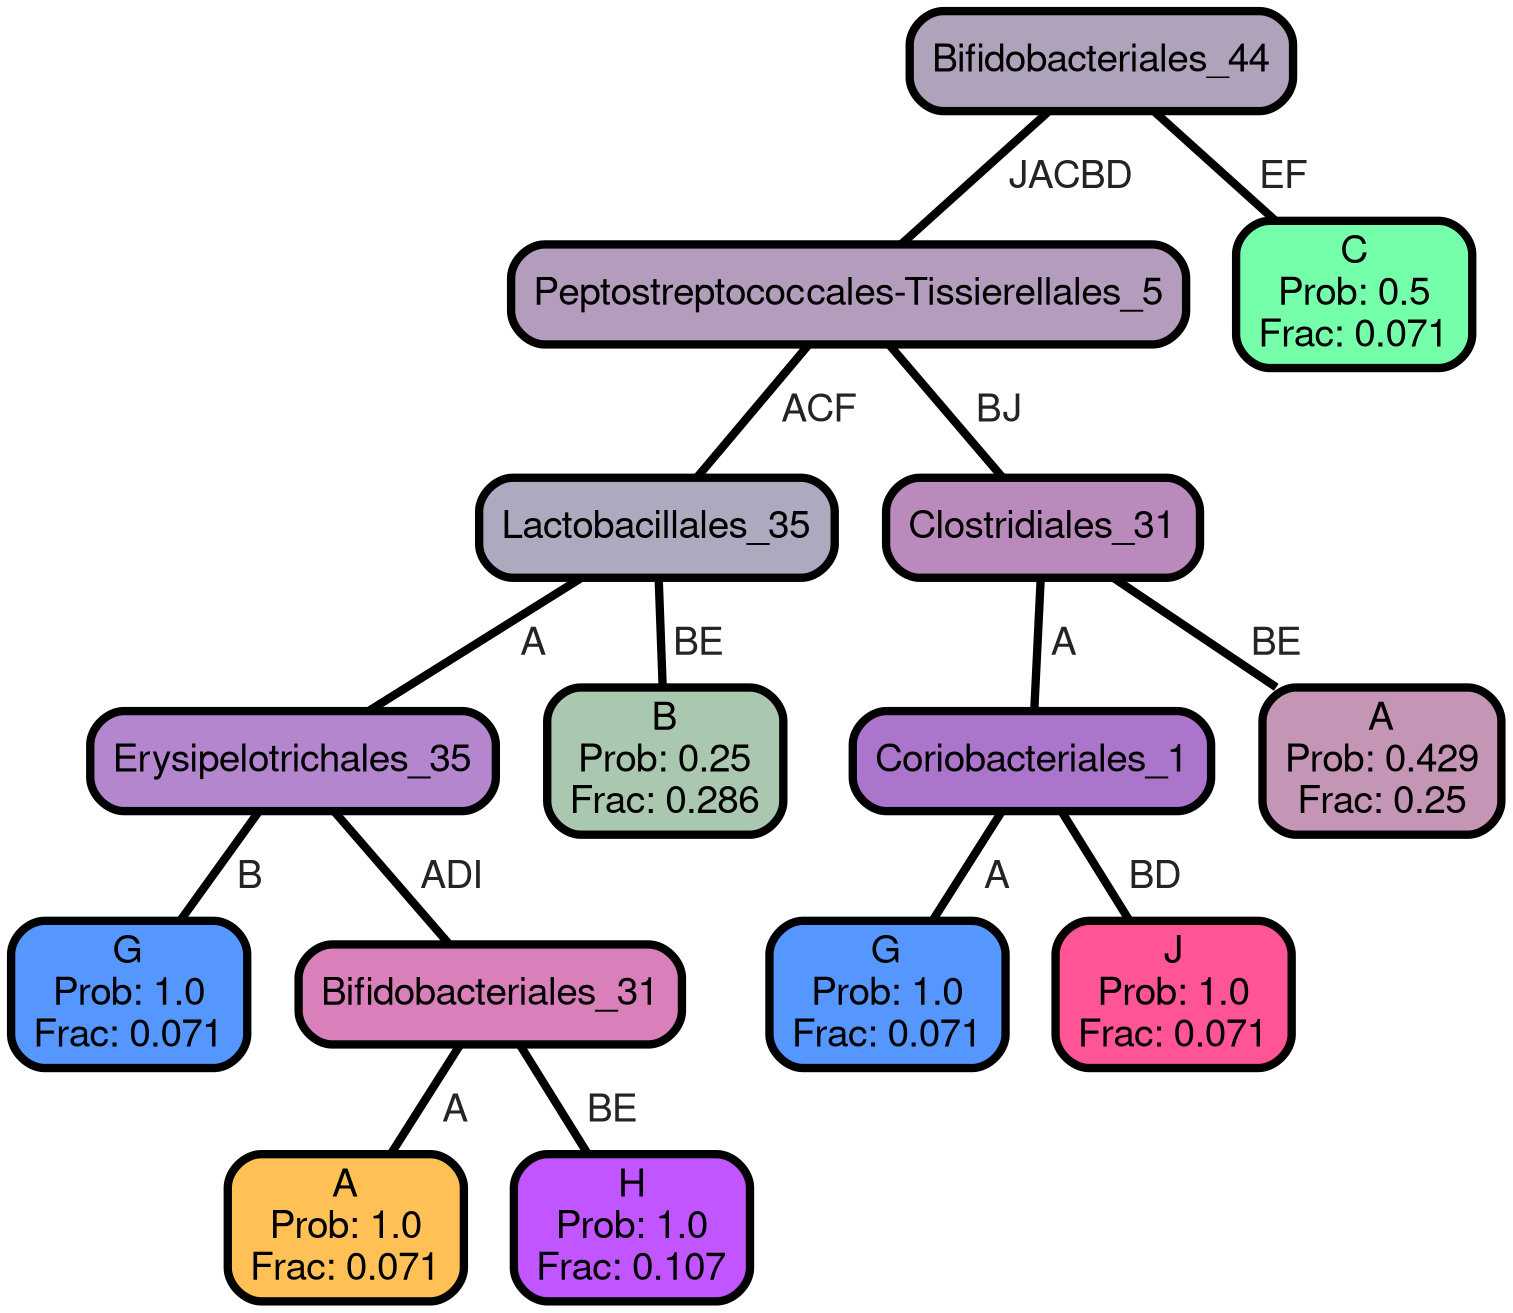 Bifidobacteriales_44
JACBD
EF
Peptostreptococcales-Tissierellales_5
C
Prob: 0.5
Frac: 0.071
ACF
BJ
Lactobacillales_35
Clostridiales_31
A
BE
A
BE
Erysipelotrichales_35
B
Prob: 0.25
Frac: 0.286
Coriobacteriales_1
A
Prob: 0.429
Frac: 0.25
B
ADI
A
BD
G
Prob: 1.0
Frac: 0.071
Bifidobacteriales_31
G
Prob: 1.0
Frac: 0.071
J
Prob: 1.0
Frac: 0.071
A
BE
A
Prob: 1.0
Frac: 0.071
H
Prob: 1.0
Frac: 0.107